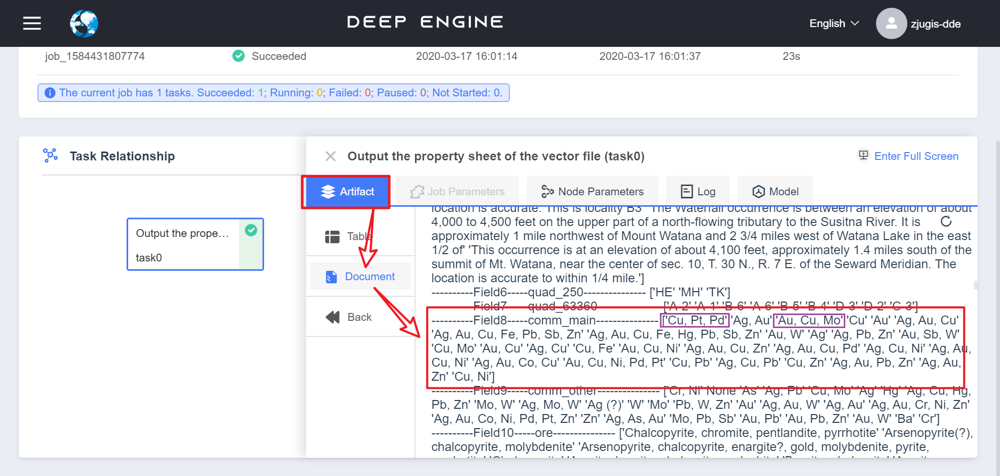 DEEP ENGINE
English
zjugis-dde
job_1584431807774 Succeeded 2020-03-17 16:01:14 2020-03-17 16:01:37 23s
The current job has 1 tasks. Succeeded: 1; Running: 0; Failed: 0; Paused: 0; Not Started: 0.
Task Relationship
Output the prope...
task0
Output the property sheet of the vector file (task0)
Enter Full Screen
Artifact
Job Parameters
Node Parameters
Log
Model
Table
Document
Back
location is accurate. This is locality B3' 'The Waterfall occurrence is between an elevation of about
4,000 to 4,500 feet on the upper part of a north-flowing tributary to the Susitna River. It is
approximately 1 mile northwest of Mount Watana and 2 3/4 miles west of Watana Lake in the east
1/2 of' 'This occurrence is at an elevation of about 4,100 feet, approximately 1.4 miles south of the
summit of Mt. Watana, near the center of sec. 10, T. 30 N., R. 7 E. of the Seward Meridian. The
location is accurate to within 1/4 mile.']
----------Field6-----quad_250--------------- ['HE' 'MH' 'TK']
----------Field7-----quad_63360--------------- ['A-2' 'A-1' 'B-6' 'A-6' 'B-5' 'B-4' 'D-3' 'D-2' 'C-3']
----------Field8-----comm_main--------------- ['Cu, Pt, Pd' 'Ag, Au' 'Au, Cu, Mo' 'Cu' 'Au' 'Ag, Au, Cu'
'Ag, Au, Cu, Fe, Pb, Sb, Zn' 'Ag, Au, Cu, Fe, Hg, Pb, Sb, Zn' 'Au, W' 'Ag' 'Ag, Pb, Zn' 'Au, Sb, W'
'Cu, Mo' 'Au, Cu' 'Ag, Cu' 'Cu, Fe' 'Au, Cu, Ni' 'Ag, Au, Cu, Zn' 'Ag, Au, Cu, Pd' 'Ag, Cu, Ni' 'Ag, Au,
Cu, Ni' 'Ag, Au, Co, Cu' 'Au, Cu, Ni, Pd, Pt' 'Cu, Pb' 'Ag, Cu, Pb' 'Cu, Zn' 'Ag, Au, Pb, Zn' 'Ag, Au,
Zn' 'Cu, Ni']
----------Field9-----comm_other--------------- ['Cr, Ni' None 'As' 'Ag, Pb' 'Cu, Mo' 'Ag' 'Hg' 'Ag, Cu, Hg,
Pb, Zn' 'Mo, W' 'Ag, Mo, W' 'Ag (?)' 'W' 'Mo' 'Pb, W, Zn' 'Au' 'Ag, Au, W' 'Ag, Au' 'Ag, Au, Cr, Ni, Zn'
'Ag, Au, Co, Ni, Pd, Pt, Zn' 'Zn' 'Ag, As, Au' 'Mo, Pb, Sb' 'Au, Pb' 'Au, Pb, Zn' 'Au, W' 'Ba' 'Cr']
----------Field10-----ore--------------- ['Chalcopyrite, chromite, pentlandite, pyrrhotite' 'Arsenopyrite(?),
chalcopyrite, molybdenite' 'Arsenopyrite, chalcopyrite, enargite?, gold, molybdenite, pyrite,